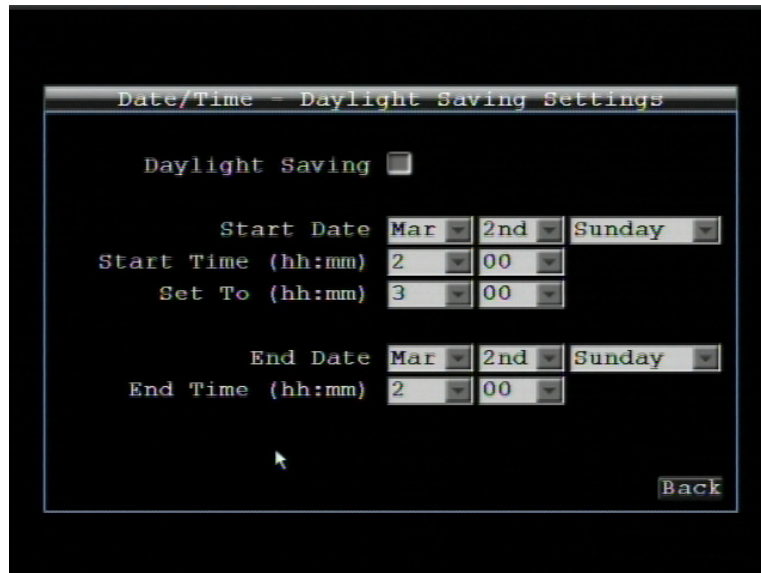 Date/Time - Daylight Saving Settings
Daylight Saving
Start Date Mar 2nd Sunday
Start Time (hh:mm) 2 00
Set To (hh:mm) 3 00
End Date Mar 2nd Sunday
End Time (hh:mm) 2 00
Back